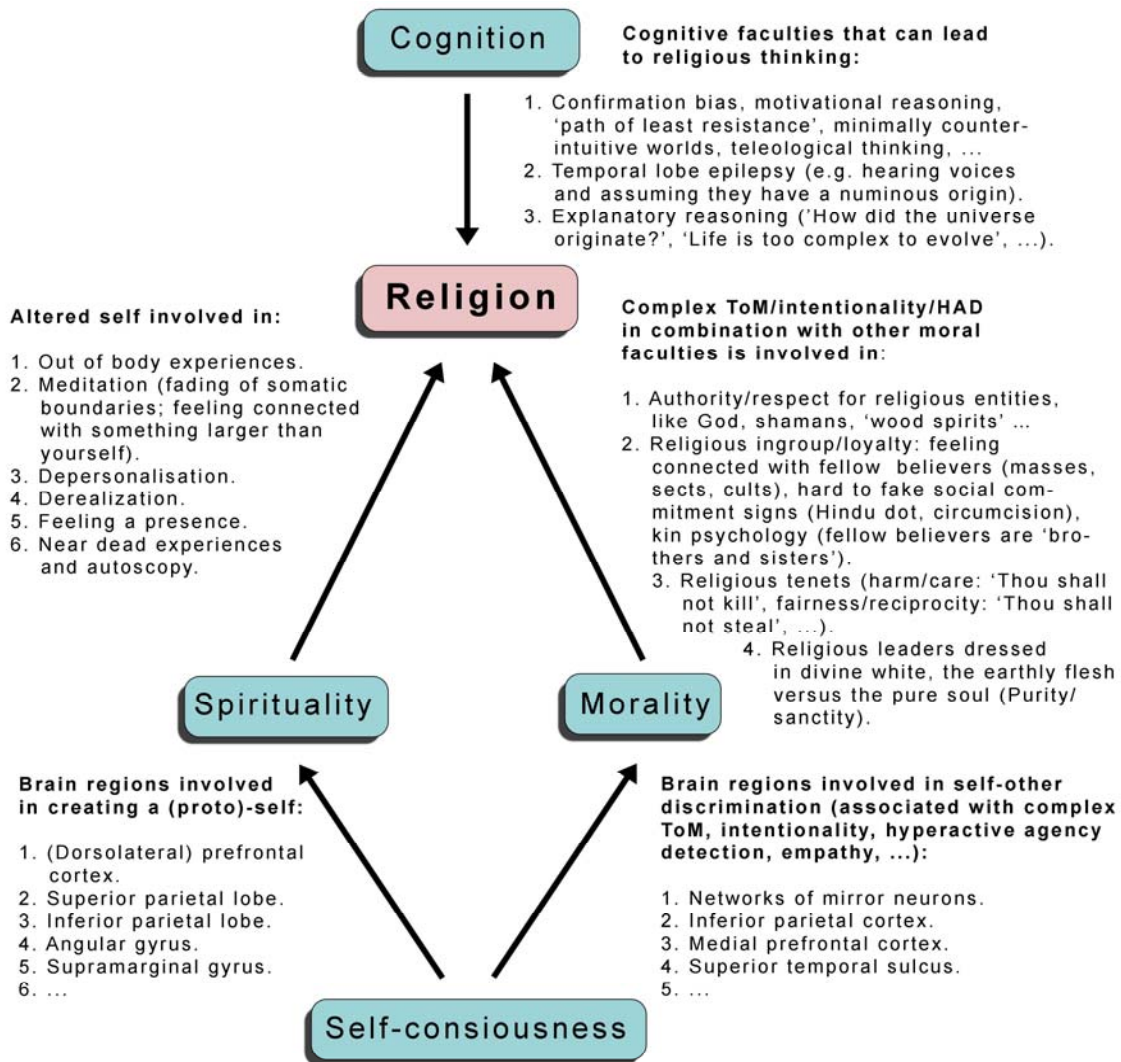 Cognition
Cognitive faculties that can lead
to religious thinking:
1. Confirmation bias, motivational reasoning,
‘path of least resistance’, minimally counter-
intuitive worlds, teleological thinking, ...
2. Temporal lobe epilepsy (e.g. hearing voices
and assuming they have a numinous origin).
3. Explanatory reasoning (’How did the universe
originate?’, ‘Life is too complex to evolve’, ...).
Religion
Altered self involved in:
1. Out of body experiences.
2. Meditation (fading of somatic
boundaries; feeling connected
with something larger than
yourself).
3. Depersonalisation.
4. Derealization.
5. Feeling a presence.
6. Near dead experiences
and autoscopy.
Complex ToM/intentionality/HAD
in combination with other moral
faculties is involved in:
1. Authority/respect for religious entities,
like God, shamans, ‘wood spirits’ ...
2. Religious ingroup/loyalty: feeling
connected with fellow believers (masses,
sects, cults), hard to fake social com-
mitment signs (Hindu dot, circumcision),
kin psychology (fellow believers are ‘bro-
thers and sisters’).
3. Religious tenets (harm/care: ‘Thou shall
not kill’, fairness/reciprocity: ‘Thou shall
not steal’, ...).
4. Religious leaders dressed
in divine white, the earthly flesh
versus the pure soul (Purity/
sanctity).
Spirituality
Morality
Brain regions involved
in creating a (proto)-self:
1. (Dorsolateral) prefrontal
cortex.
2. Superior parietal lobe.
3. Inferior parietal lobe.
4. Angular gyrus.
5. Supramarginal gyrus.
6. ...
Brain regions involved in self-other
discrimination (associated with complex
ToM, intentionality, hyperactive agency
detection, empathy, ...):
1. Networks of mirror neurons.
2. Inferior parietal cortex.
3. Medial prefrontal cortex.
4. Superior temporal sulcus.
5. ...
Self-consiousness